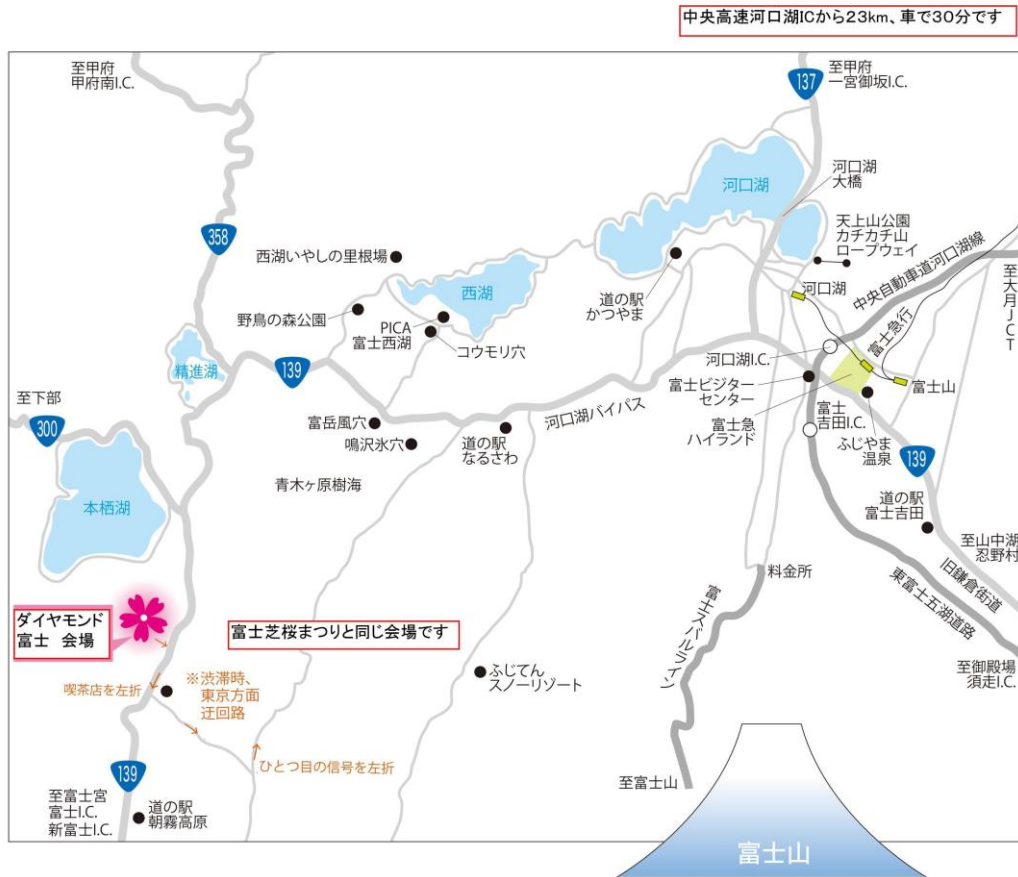 中央高速河口湖ICから23km、車で30分です
至甲府
甲府南I.C.
137
至甲府
一宮御坂I.C.
河口湖
河口湖
大橋
358
天上山公園
カチカチ山
ロープウェイ
西湖いやしの里根場
西湖
道の駅
かつやま
河口湖
中央自動車道河口湖線
至大月JCT
野鳥の森公園
PICA
富士西湖
コウモリ穴
富士急行
精進湖
139
河口湖I.C.
富士ビジター
センター
富士山
至下部
300
富岳風穴
鳴沢氷穴
道の駅
なるさわ
河口湖バイパス
富士急
ハイランド
富士
吉田I.C.
ふじやま
温泉
139
青木ヶ原樹海
本栖湖
道の駅
富士吉田
至山中湖
忍野村
旧鎌倉街道
東富士五湖道路
料金所
富士スバルライン
ダイヤモンド
富士 会場
富士芝桜まつりと同じ会場です
至御殿場
須走I.C.
喫茶店を左折
※渋滞時、
東京方面
迂回路
ふじてん
スノーリゾート
ひとつ目の信号を左折
139
至富士山
至富士宮
富士I.C.
新富士I.C.
道の駅
朝霧高原
富士山